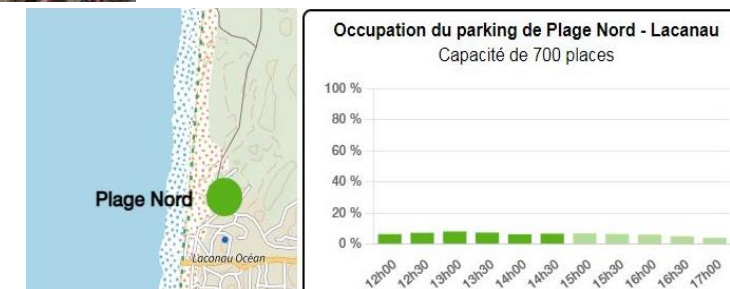 Occupation du parking de Plage Nord - Lacanau
Capacité de 700 places
100 %
80 %
60 %
40 %
20 %
0 %
12h00 12h30 13h00 13h30 14h00 14h30 15h00 15h30 16h00 16h30 17h00
Plage Nord
Lacanau Océan